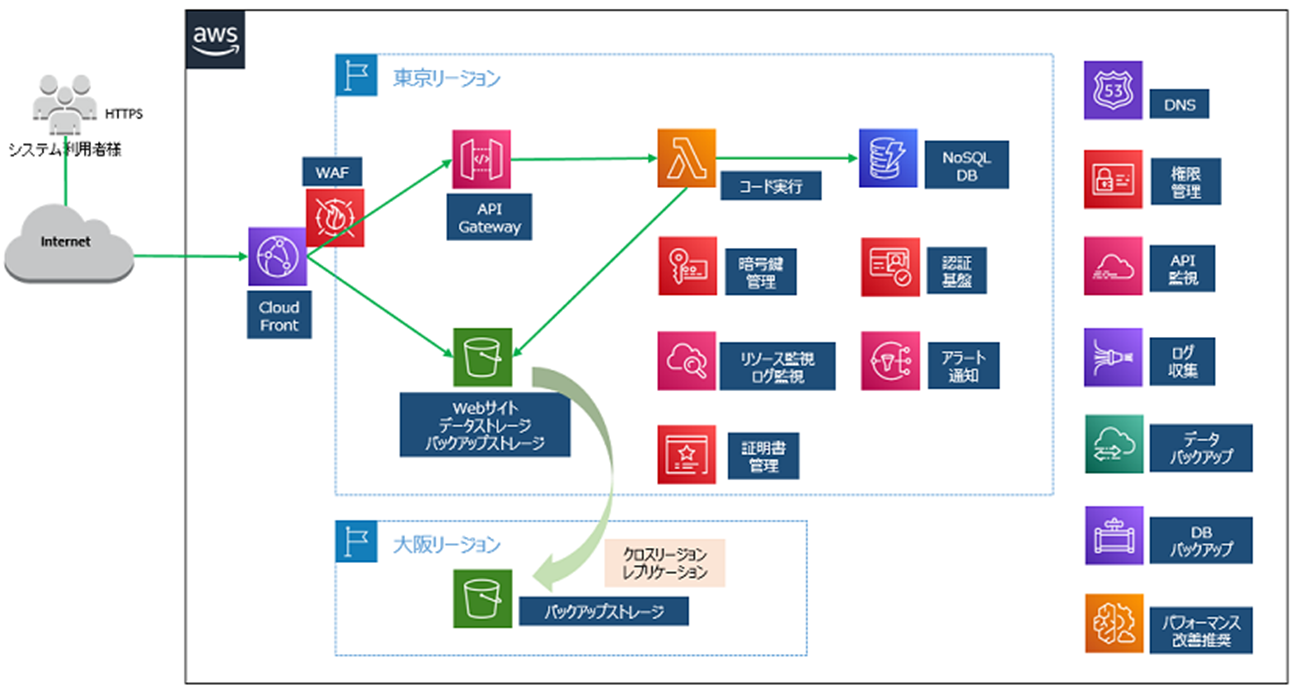 aws
東京リージョン
HTTPS
システム利用者様
Internet
WAF
Cloud
Front
API
Gateway
コード実行
NoSQL
DB
暗号鍵
管理
認証
基盤
リソース監視
ログ監視
アラート
通知
証明書
管理
Webサイト
データストレージ
バックアップストレージ
大阪リージョン
クロスリージョン
レプリケーション
バックアップストレージ
53
DNS
権限
管理
API
監視
ログ
収集
データ
バックアップ
DB
バックアップ
パフォーマンス
改善推奨